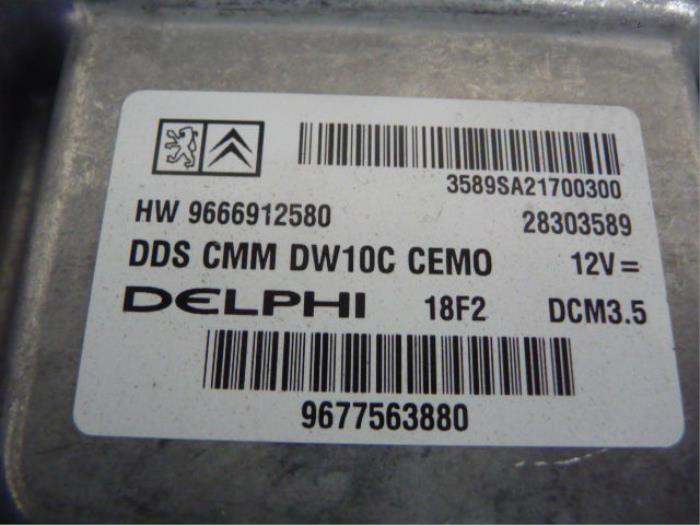 3589SA21700300
HW 9666912580 28303589
DDS CMM DW10C CEMO 12V=
DELPHI 18F2 DCM3.5
9677563880